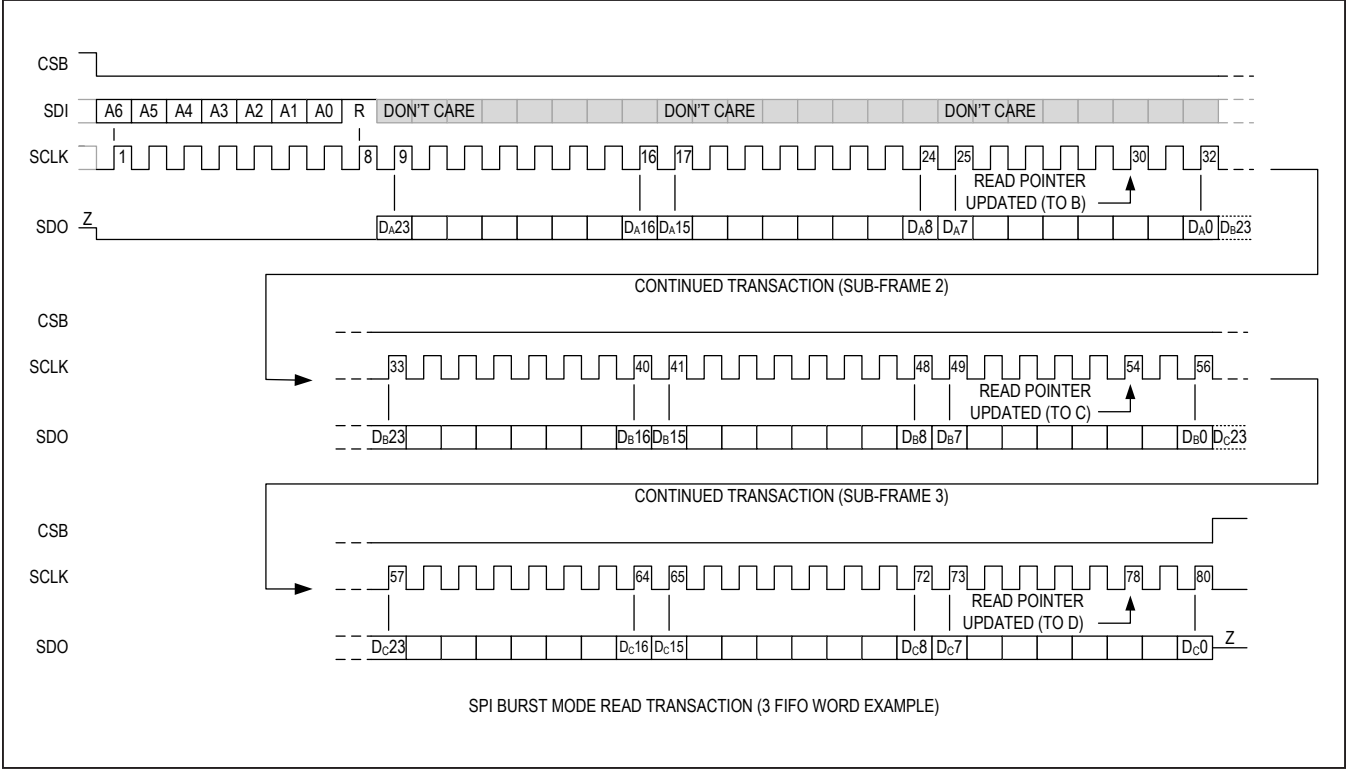 CSB
SDI A6 A5 A4 A3 A2 A1 A0 R DON'T CARE DON'T CARE DON'T CARE
SCLK 1 8 9 16 17 24 25 30 32
READ POINTER
UPDATED (TO B)
SDO Z DA23 DA16 DA15 DA8 DA7 DA0 DB23
CONTINUED TRANSACTION (SUB-FRAME 2)
CSB
SCLK 33 40 41 48 49 54 56
READ POINTER
UPDATED (TO C)
SDO DB23 DB16 DB15 DB8 DB7 DB0 DC23
CONTINUED TRANSACTION (SUB-FRAME 3)
CSB
SCLK 57 64 65 72 73 78 80
READ POINTER
UPDATED (TO D)
SDO DC23 DC16 DC15 DC8 DC7 DC0 Z
SPI BURST MODE READ TRANSACTION (3 FIFO WORD EXAMPLE)